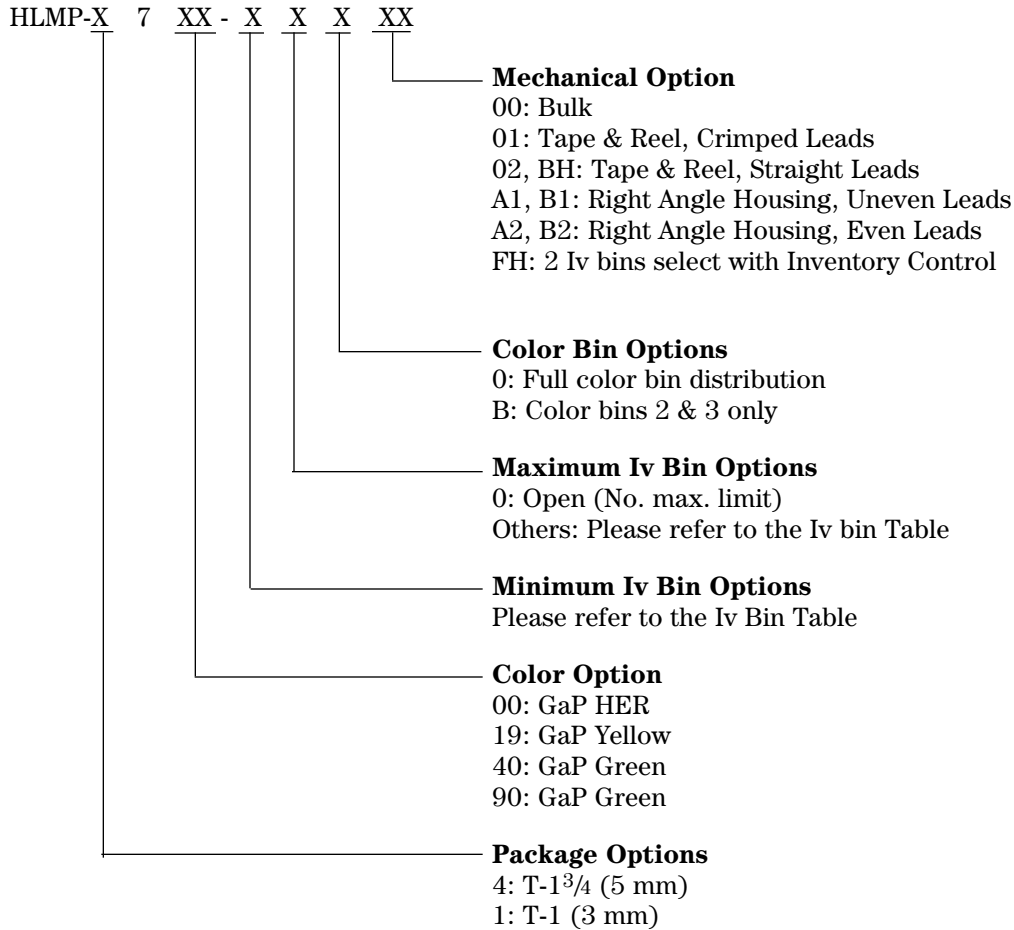 HLMP-X 7 XX - X X X XX
Mechanical Option
00: Bulk
01: Tape & Reel, Crimped Leads
02, BH: Tape & Reel, Straight Leads
A1, B1: Right Angle Housing, Uneven Leads
A2, B2: Right Angle Housing, Even Leads
FH: 2 Iv bins select with Inventory Control
Color Bin Options
0: Full color bin distribution
B: Color bins 2 & 3 only
Maximum Iv Bin Options
0: Open (No. max. limit)
Others: Please refer to the Iv bin Table
Minimum Iv Bin Options
Please refer to the Iv Bin Table
Color Option
00: GaP HER
19: GaP Yellow
40: GaP Green
90: GaP Green
Package Options
4: T-1 3/4 (5 mm)
1: T-1 (3 mm)